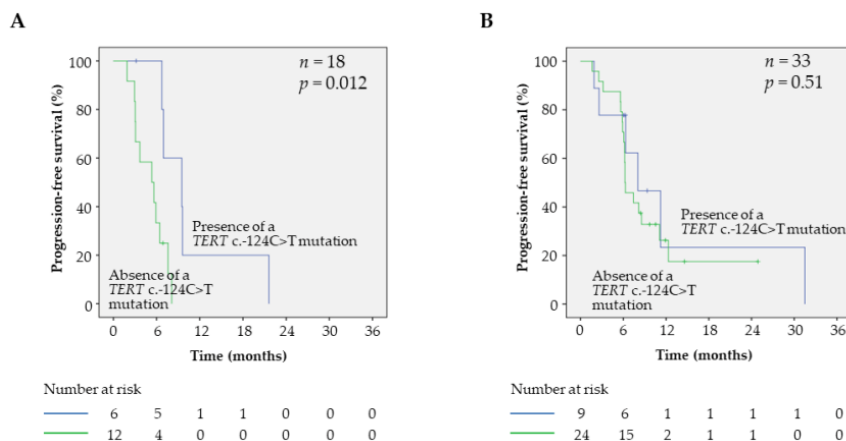 A
n = 18
p = 0.012
Progression-free survival (%)
100
80
60
40
20
0
Presence of a
TERT c.-124C>T mutation
Absence of a
TERT c.-124C>T
mutation
0 6 12 18 24 30 36
Time (months)
Number at risk
6 5 1 1 0 0 0
12 4 0 0 0 0 0
B
n = 33
p = 0.51
Progression-free survival (%)
100
80
60
40
20
0
Presence of a
TERT c.-124C>T mutation
Absence of a
TERT c.-124C>T
mutation
0 6 12 18 24 30 36
Time (months)
Number at risk
9 6 1 1 1 1 0
24 15 2 1 1 0 0